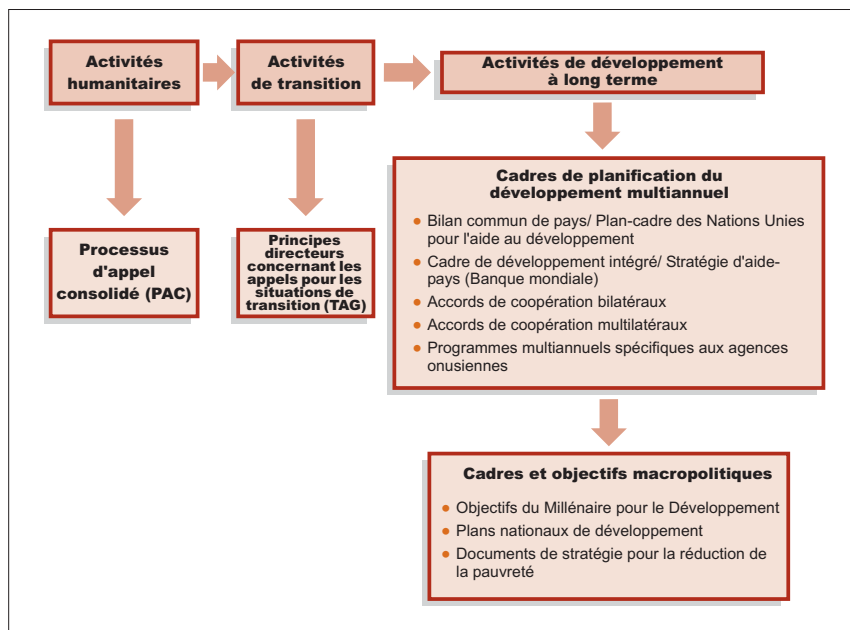 Activités
humanitaires
Activités
de transition
Activités de développement
à long terme
Processus
d'appel
consolidé (PAC)
Principes
directeurs
concernant les
appels pour les
situations de
transition (TAG)
Cadres de planification du
développement multiannuel
• Bilan commun de pays/ Plan-cadre des Nations Unies
pour l'aide au développement
• Cadre de développement intégré/ Stratégie d'aide-
pays (Banque mondiale)
• Accords de coopération bilatéraux
• Accords de coopération multilatéraux
• Programmes multiannuels spécifiques aux agences
onusiennes
Cadres et objectifs macropolitiques
• Objectifs du Millénaire pour le Développement
• Plans nationaux de développement
• Documents de stratégie pour la réduction de
la pauvreté